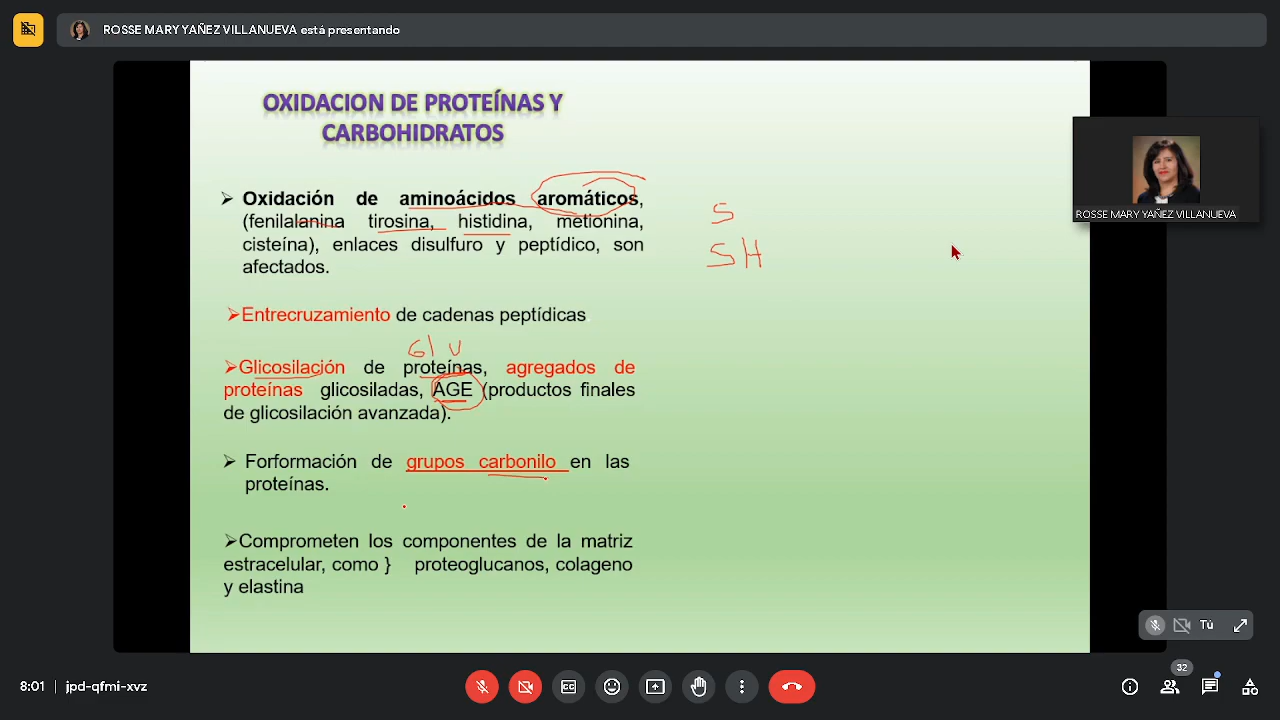 ROSSE MARY YAÑEZ VILLANUEVA está presentando
OXIDACION DE PROTEÍNAS Y
CARBOHIDRATOS
➢ Oxidación de aminoácidos aromáticos,
(fenilalanina tirosina, histidina, metionina,
cisteína), enlaces disulfuro y peptídico, son
afectados.
S
SH
➢Entrecruzamiento de cadenas peptídicas.
Glu
➢Glicosilación de proteínas, agregados de
proteínas glicosiladas, AGE (productos finales
de glicosilación avanzada).
➢ Forformación de grupos carbonilo en las
proteínas.
➢Comprometen los componentes de la matriz
estracelular, como } proteoglucanos, colageno
y elastina
ROSSE MARY YAÑEZ VILLANUEVA
Tú
8:01 | jpd-qfmi-xvz
32